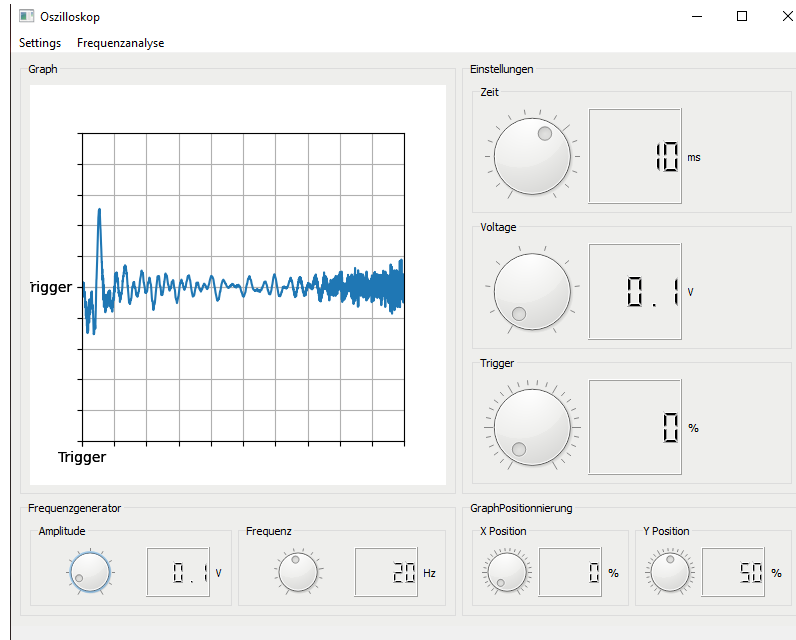 Oszilloskop
Settings Frequenzanalyse
Graph
Trigger
Trigger
Einstellungen
Zeit
10 ms
Voltage
0.1 V
Trigger
0 %
Frequenzgenerator
Amplitude
0.1 V
Frequenz
20 Hz
GraphPositionnierung
X Position
0 %
Y Position
50 %